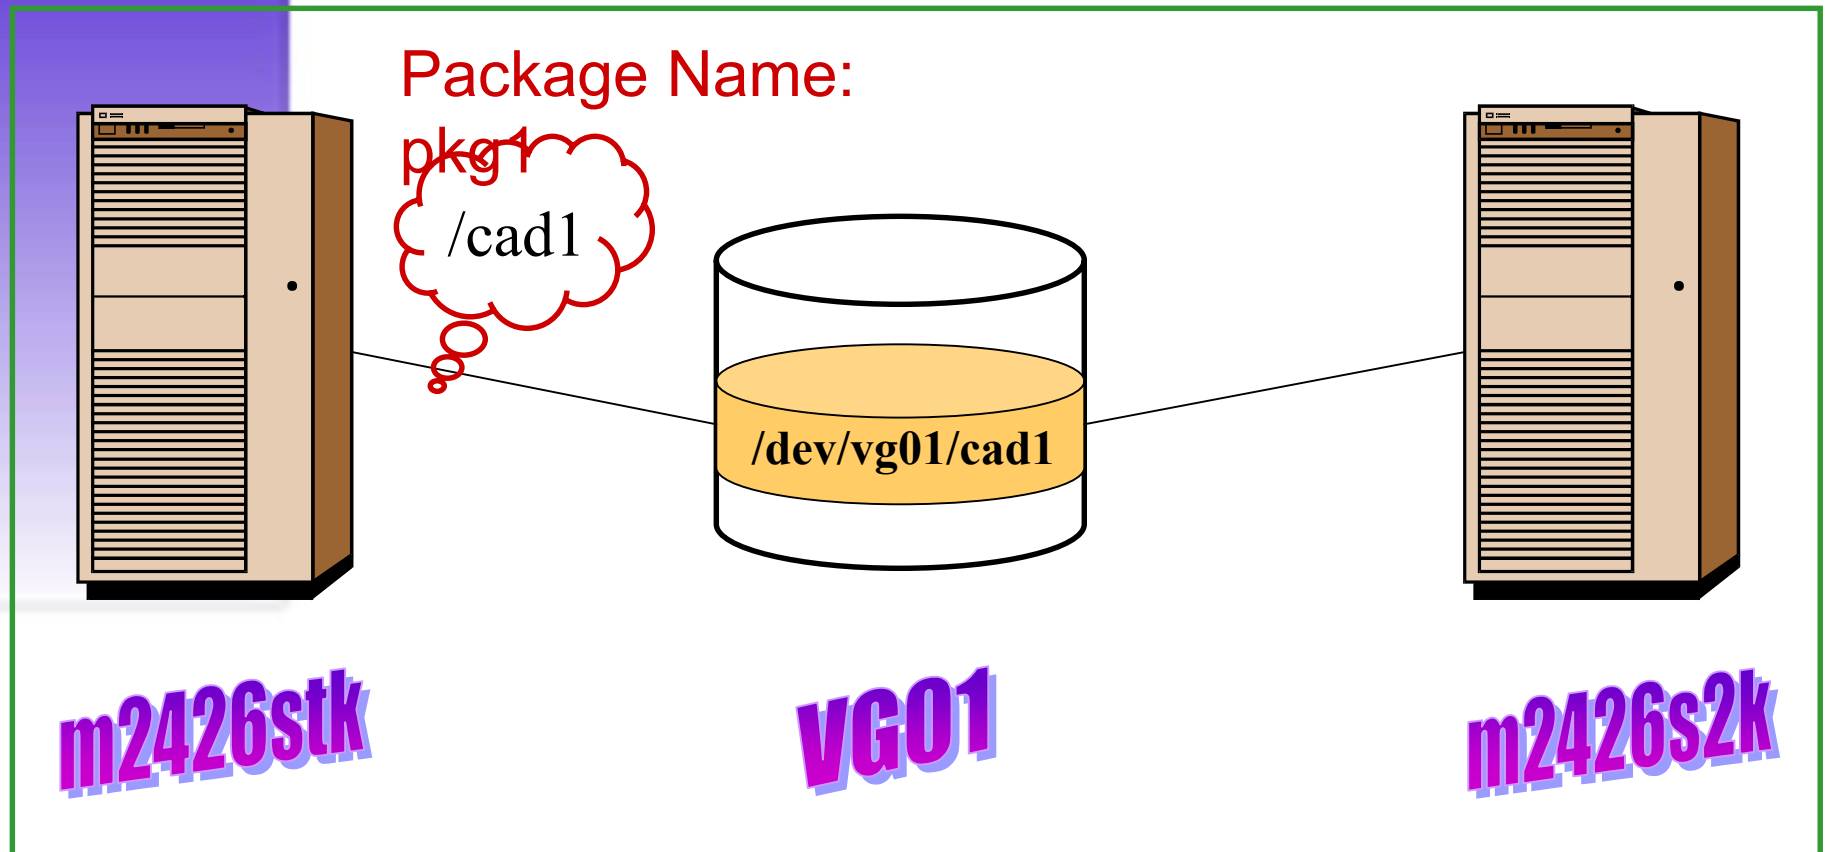 Package Name:
pkg1
/cad1
/dev/vg01/cad1
m2426stk
VG01
m2426s2k